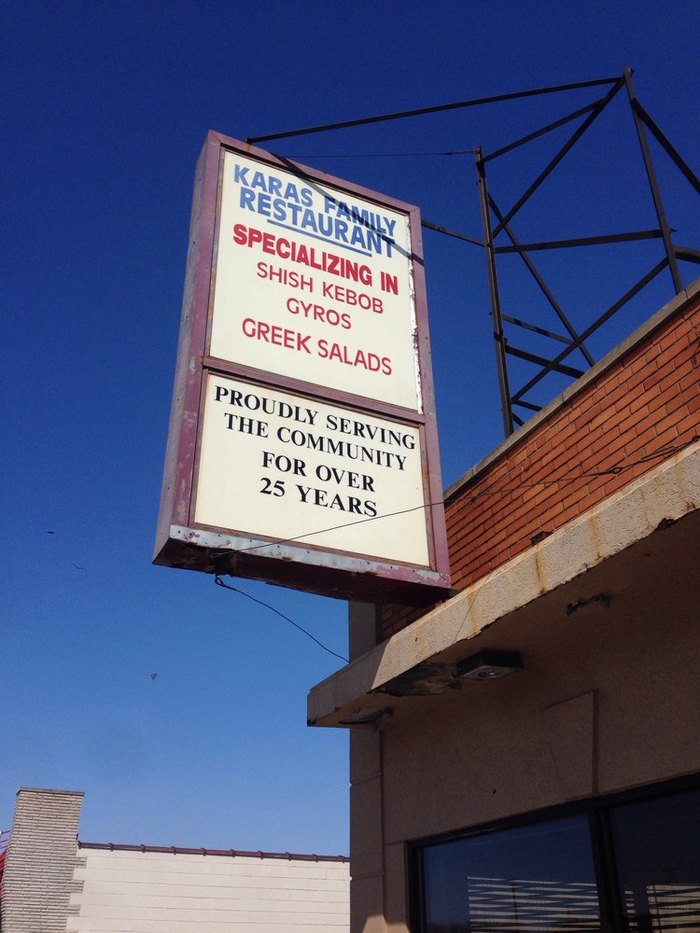 KARAS FAMILY
RESTAURANT
SPECIALIZING IN
SHISH KEBOB
GYROS
GREEK SALADS
PROUDLY SERVING
THE COMMUNITY
FOR OVER
25 YEARS